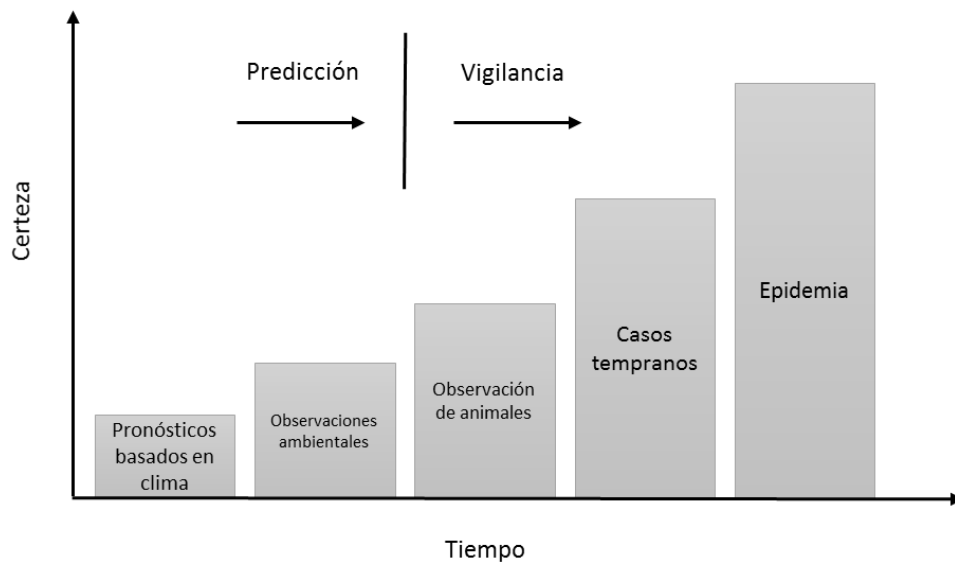 Predicción
Vigilancia
Certeza
Pronósticos
basados en
clima
Observaciones
ambientales
Observación
de animales
Casos
tempranos
Epidemia
Tiempo